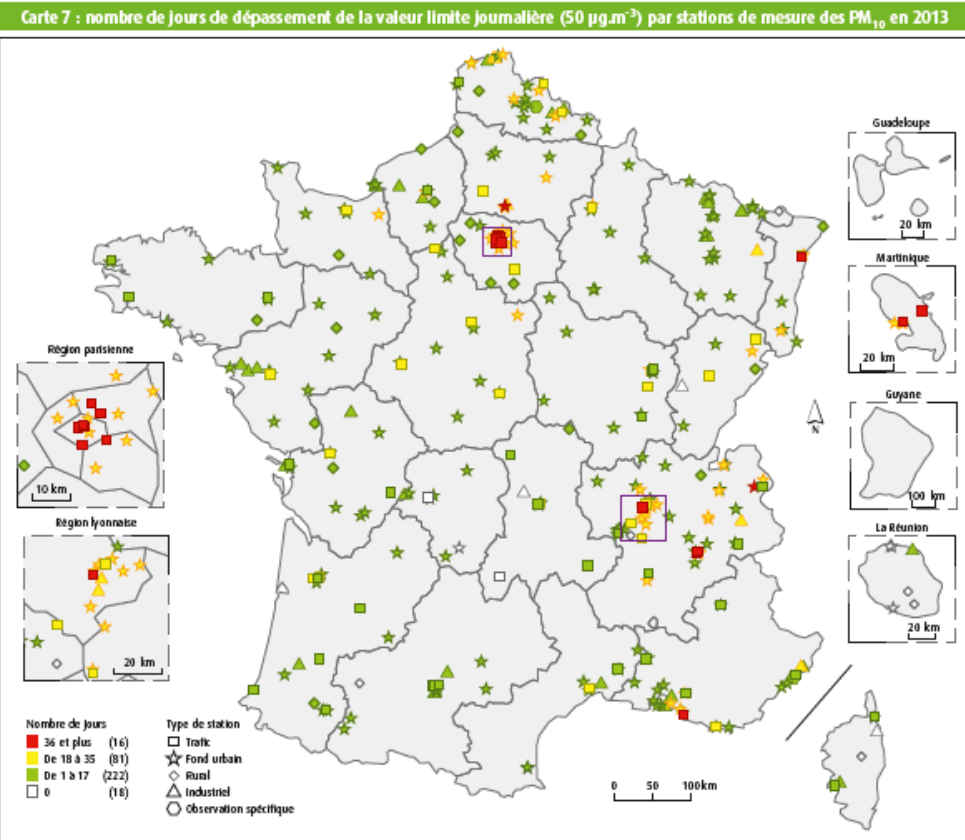 Carte 7 : nombre de jours de dépassement de la valeur limite journalière (50 µg.m-3) par stations de mesure des PM10 en 2013
Guadeloupe
20 km
Martinique
20 km
Guyane
100 km
La Réunion
20 km
N
Région parisienne
10 km
Région lyonnaise
20 km
Nombre de jours
36 et plus (16)
De 18 à 35 (81)
De 1 à 17 (222)
0 (18)
Type de station
Trafic
Fond urbain
Rural
Industriel
Observation spécifique
0 50 100km